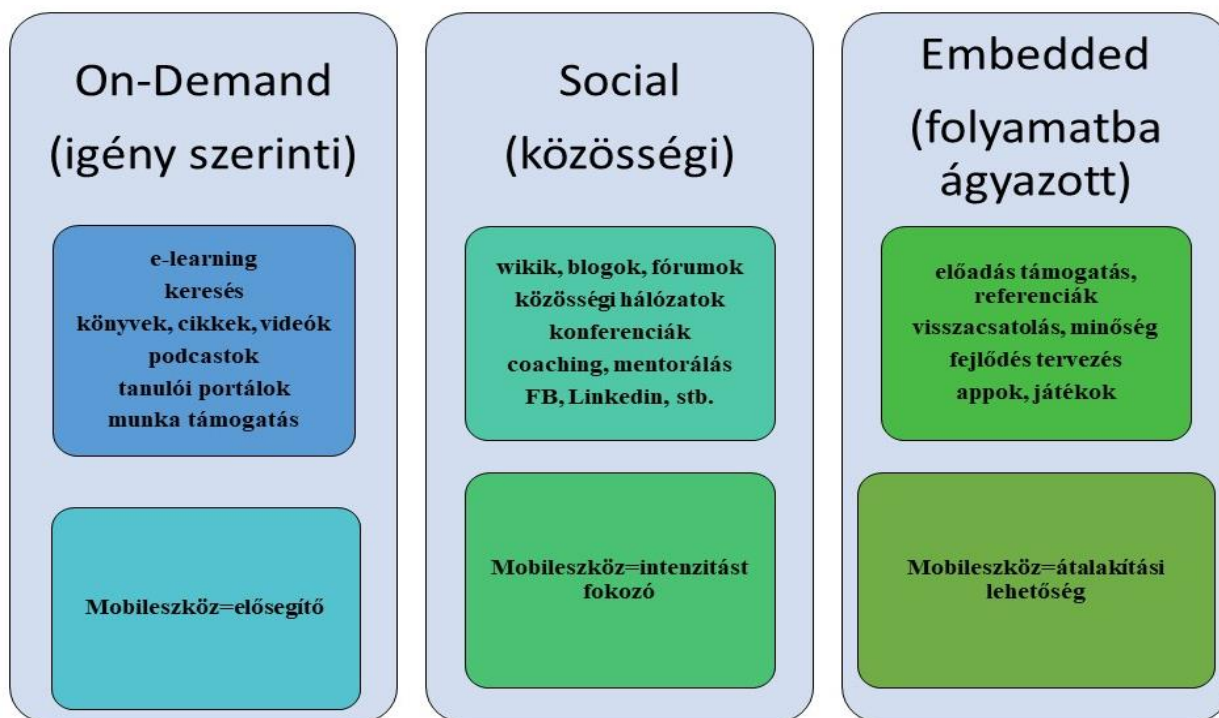 On-Demand
(igény szerinti)
e-learning
keresés
könyvek, cikkek, videók
podcastok
tanulói portálok
munka támogatás
Mobileszköz=elősegítő
Social
(közösségi)
wikik, blogok, fórumok
közösségi hálózatok
konferenciák
coaching, mentorálás
FB, Linkedin, stb.
Mobileszköz=intenzitást
fokozó
Embedded
(folyamatba
ágyazott)
előadás támogatás,
referenciák
visszacsatolás, minőség
fejlődés tervezés
appok, játékok
Mobileszköz=átalakítási
lehetőség